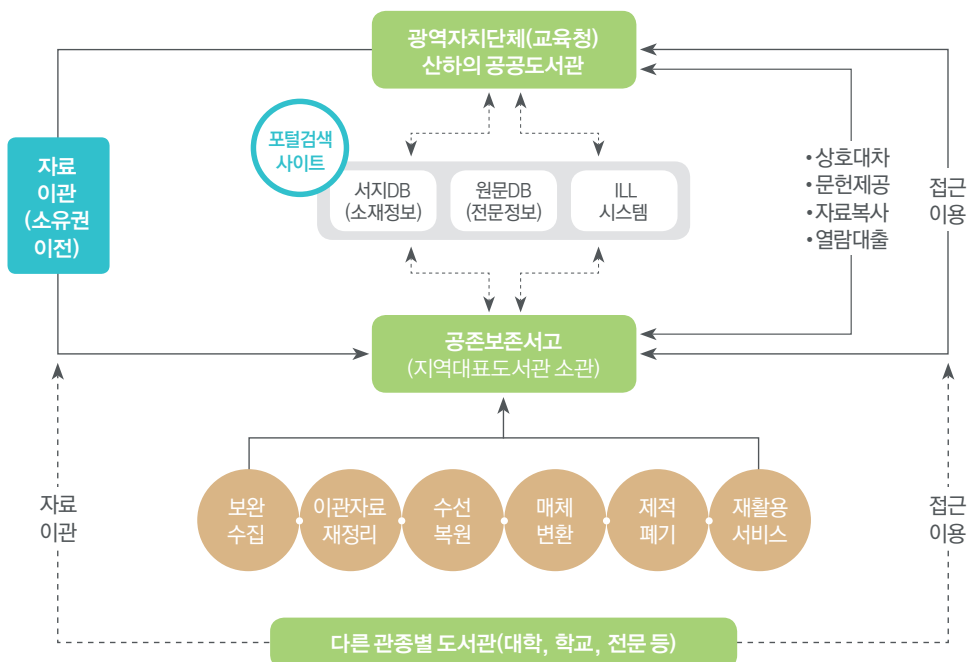 광역자치단체(교육청)
산하의 공공도서관
포털검색
사이트
자료
이관
(소유권
이전)
서지DB
(소재정보)
원문DB
(전문정보)
ILL
시스템
• 상호대차
• 문헌제공
• 자료복사
• 열람대출
접근
이용
공존보존서고
(지역대표도서관 소관)
자료
이관
보완
수집
이관자료
재정리
수선
복원
매체
변환
제적
폐기
재활용
서비스
접근
이용
다른 관종별 도서관(대학, 학교, 전문 등)